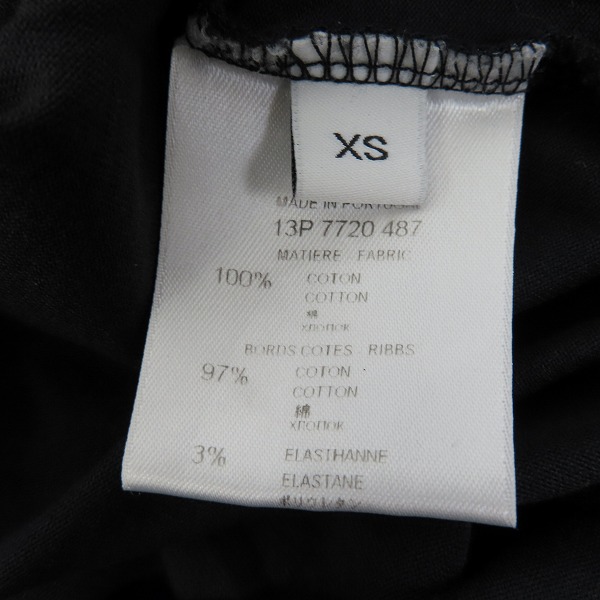 XS
MADE IN PORTUGAL
13P 7720 487
MATIERE - FABRIC
100% COTON
COTTON
綿
ХЛОПОК
BORDS COTES - RIBBS
97% COTON
COTTON
綿
ХЛОПОК
3% ELASTHANNE
ELASTANE
ポリウレタン